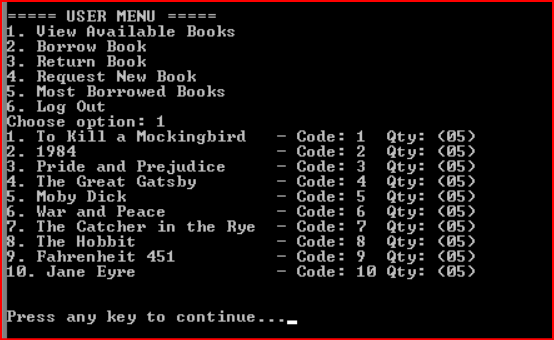 ===== USER MENU =====
1. View Available Books
2. Borrow Book
3. Return Book
4. Request New Book
5. Most Borrowed Books
6. Log Out
Choose option: 1
1. To Kill a Mockingbird   - Code: 1  Qty: (05)
2. 1984                    - Code: 2  Qty: (05)
3. Pride and Prejudice     - Code: 3  Qty: (05)
4. The Great Gatsby        - Code: 4  Qty: (05)
5. Moby Dick               - Code: 5  Qty: (05)
6. War and Peace           - Code: 6  Qty: (05)
7. The Catcher in the Rye  - Code: 7  Qty: (05)
8. The Hobbit              - Code: 8  Qty: (05)
9. Fahrenheit 451          - Code: 9  Qty: (05)
10. Jane Eyre              - Code: 10 Qty: (05)
Press any key to continue..._